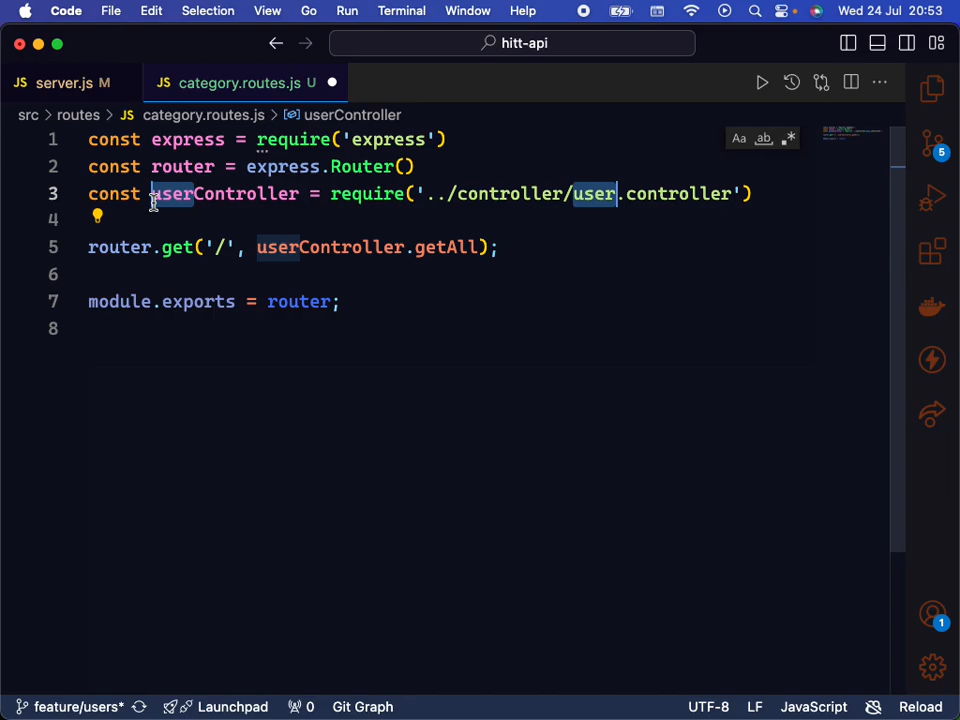 Code File Edit Selection View Go Run Terminal Window Help Wed 24 Jul 20:53
hitt-api
JS server.js M JS category.routes.js U
src > routes > JS category.routes.js > userController
1 const express = require('express')
Aa ab
2 const router = express.Router()
3 const userController = require('../controller/user.controller')
4
5 router.get('/', userController.getAll);
6
7 module.exports = router;
8
5
1
feature/users* Launchpad 0 Git Graph UTF-8 LF JavaScript Reload